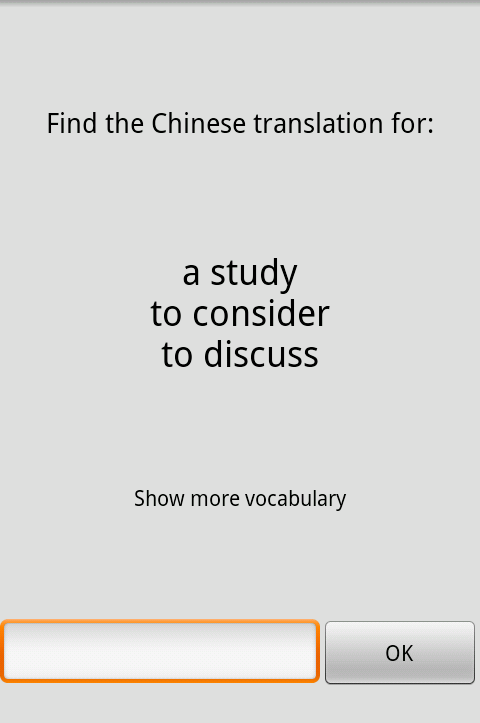 Find the Chinese translation for:
a study
to consider
to discuss
Show more vocabulary
OK